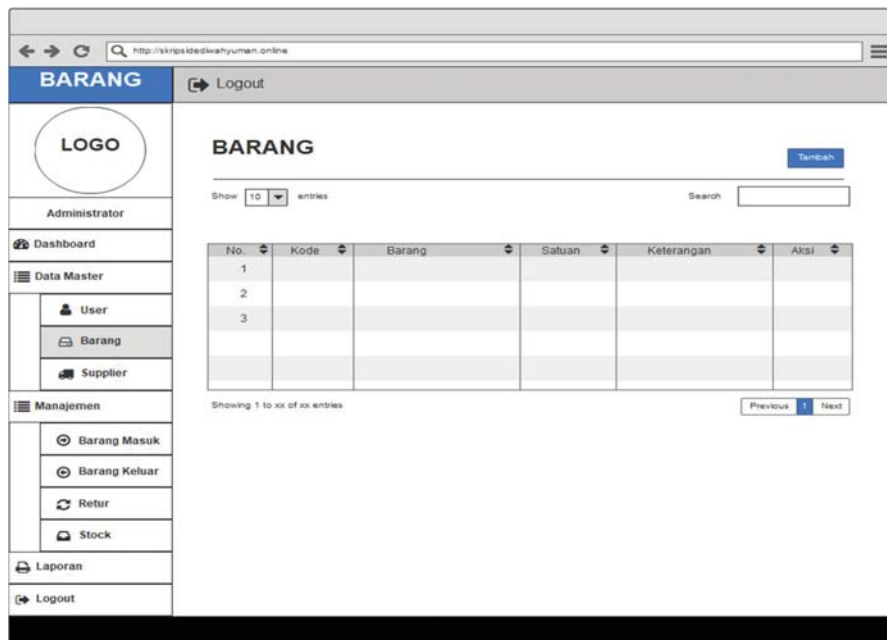 http://skripsidediwahyuman.online
BARANG
Logout
LOGO
Administrator
Dashboard
Data Master
User
Barang
Supplier
Manajemen
Barang Masuk
Barang Keluar
Retur
Stock
Laporan
Logout
BARANG
Tambah
Show 10 entries Search
No. Kode Barang Satuan Keterangan Aksi
1
2
3
Showing 1 to xx of xx entries Previous 1 Next